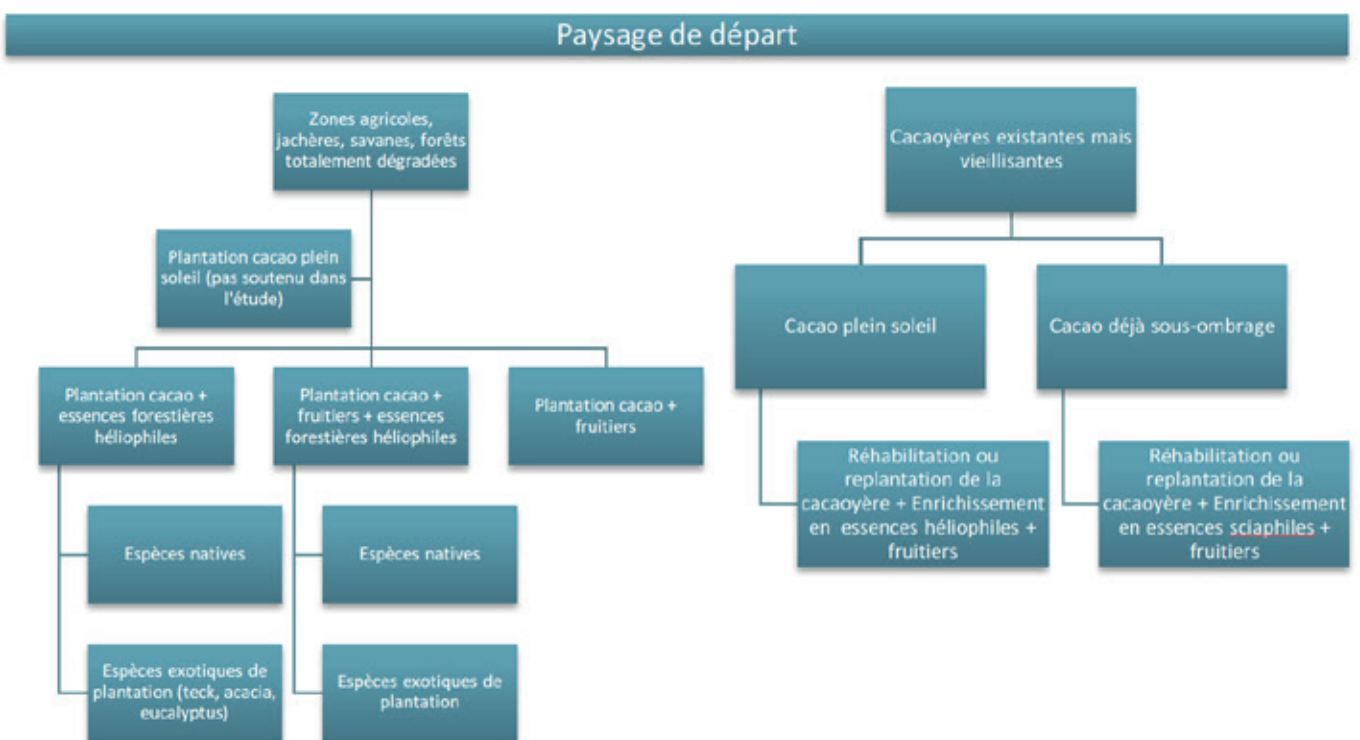 Paysage de départ
Zones agricoles,
jachères, savanes, forêts
totalement dégradées
Plantation cacao plein
soleil (pas soutenu dans
l'étude)
Plantation cacao +
essences forestières
héliophiles
Espèces natives
Espèces exotiques de
plantation (teck, acacia,
eucalyptus)
Plantation cacao +
fruitiers + essences
forestières héliophiles
Espèces natives
Espèces exotiques de
plantation
Plantation cacao +
fruitiers
Cacaoyères existantes mais
vieillisantes
Cacao plein soleil
Réhabilitation ou
replantation de la
cacaoyère + Enrichissement
en essences héliophiles +
fruitiers
Cacao déjà sous-ombrage
Réhabilitation ou
replantation de la
cacaoyère + Enrichissement
en essences sciaphiles +
fruitiers